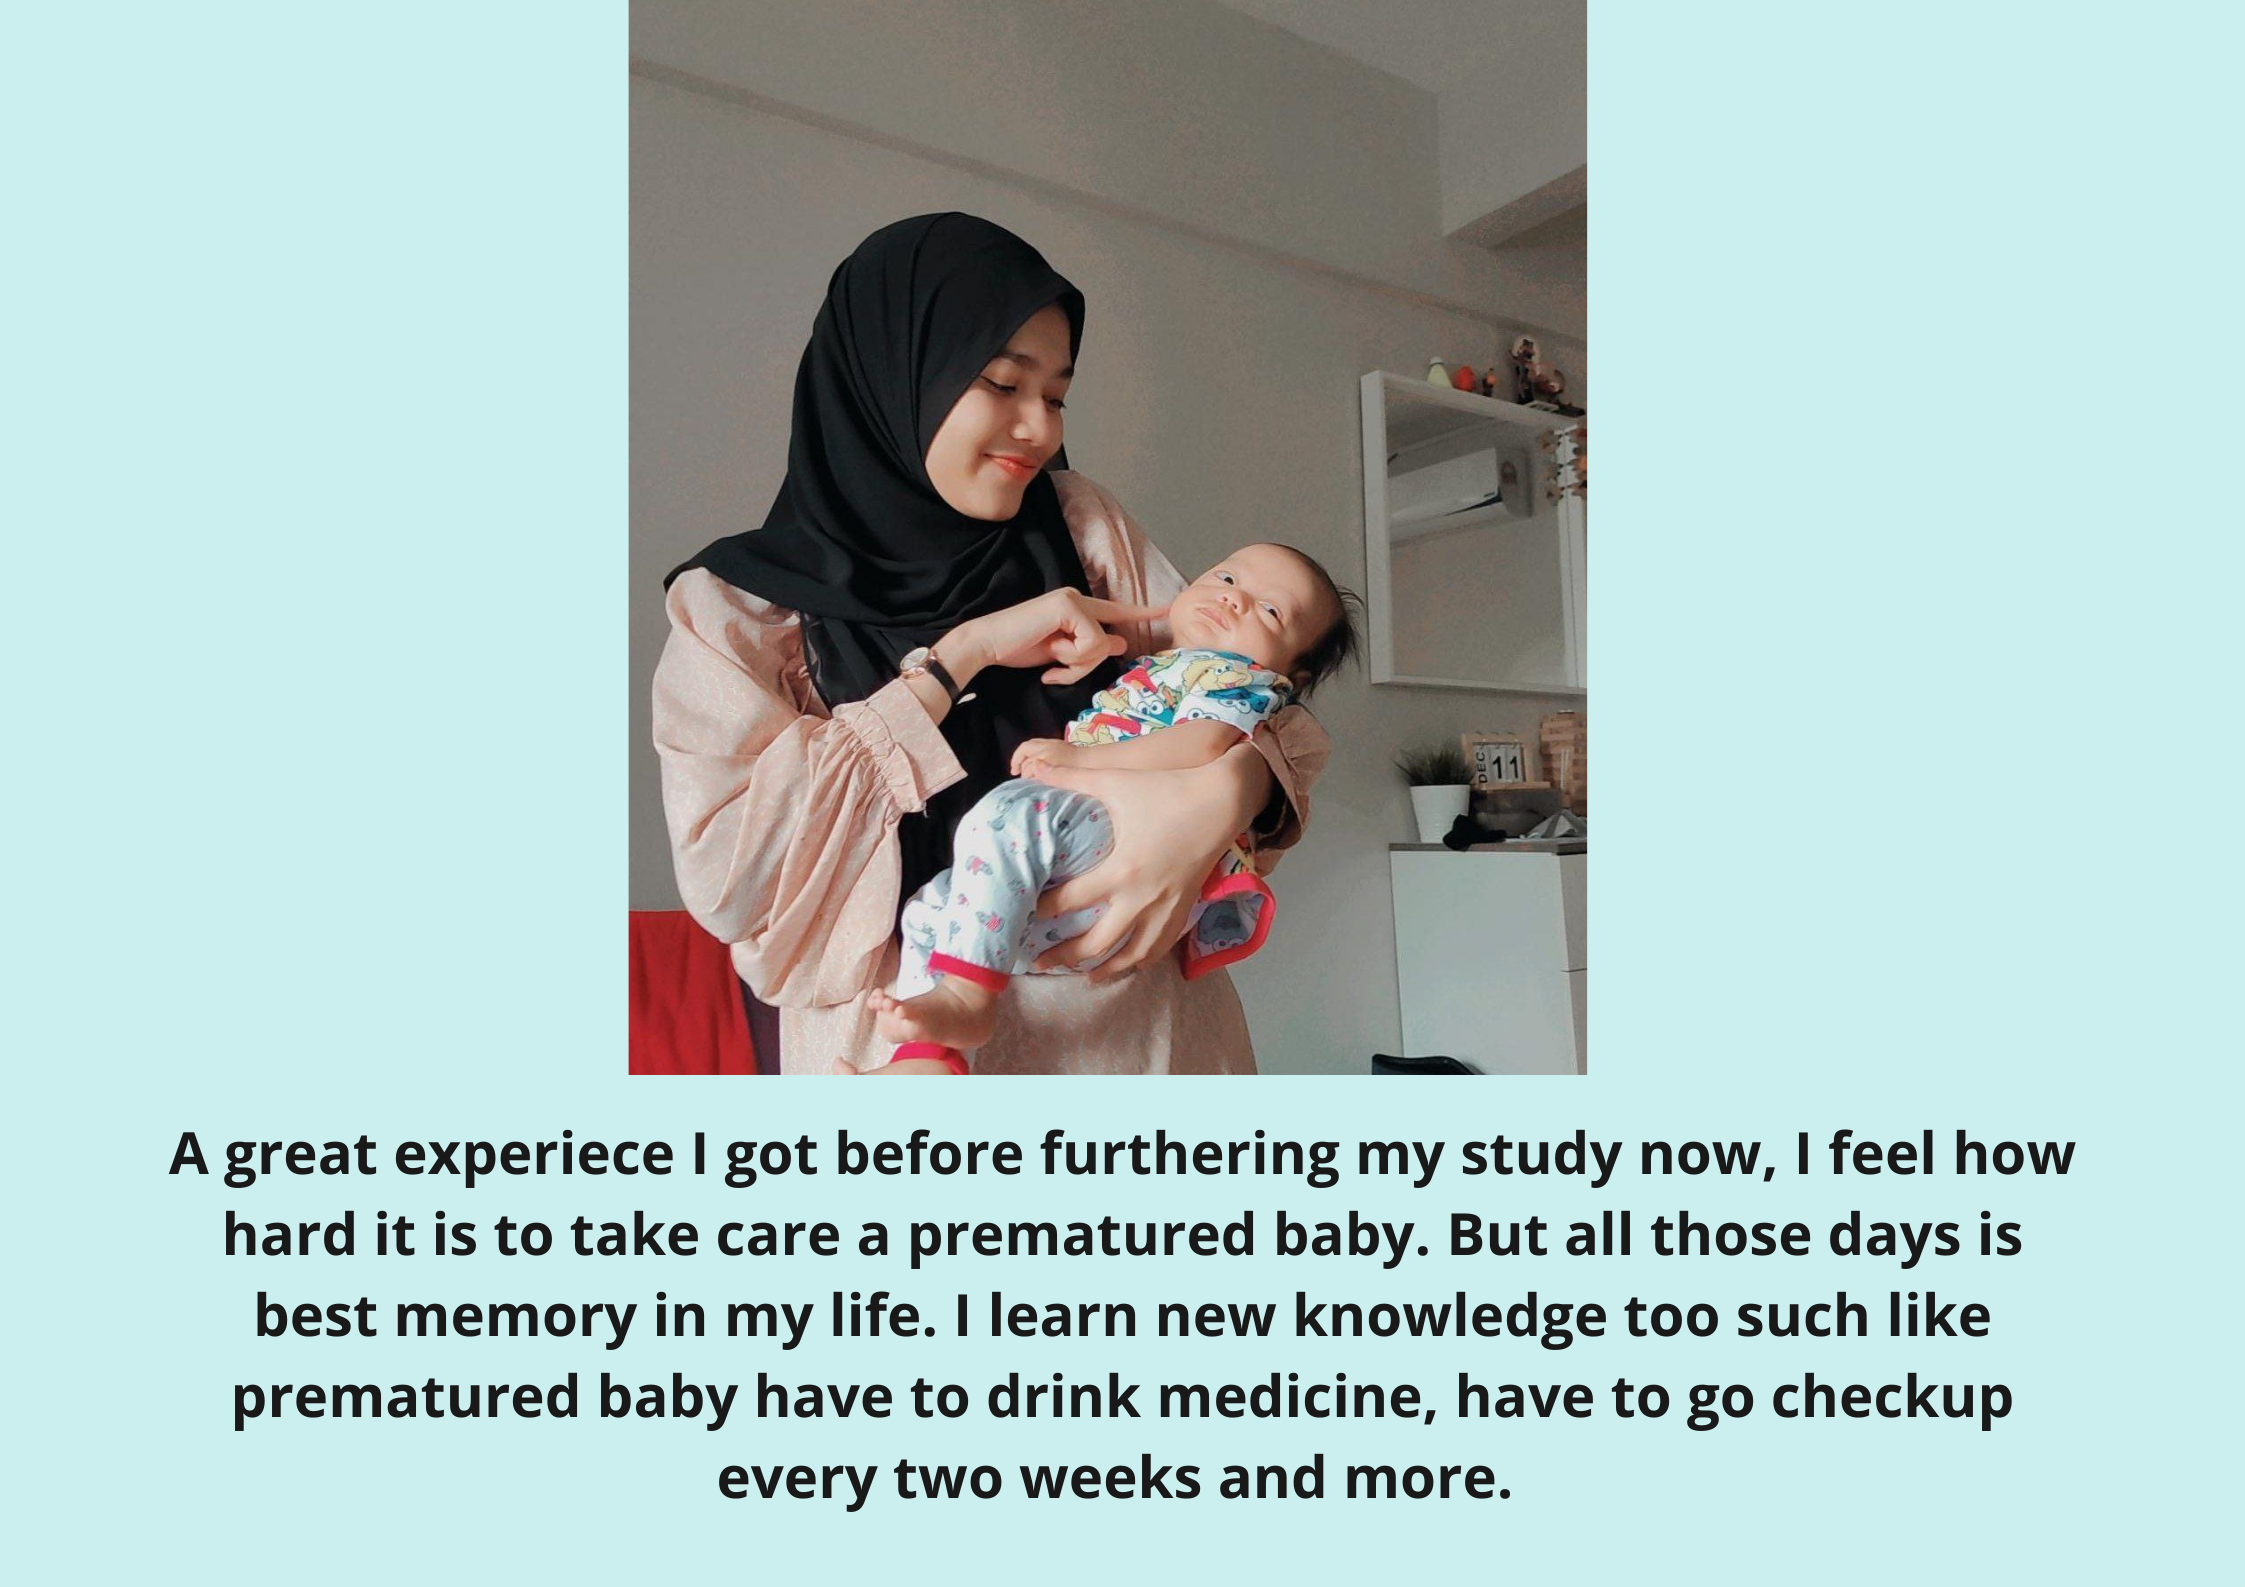 DEC 11
A great experiece I got before furthering my study now, I feel how
hard it is to take care a prematured baby. But all those days is
best memory in my life. I learn new knowledge too such like
prematured baby have to drink medicine, have to go checkup
every two weeks and more.